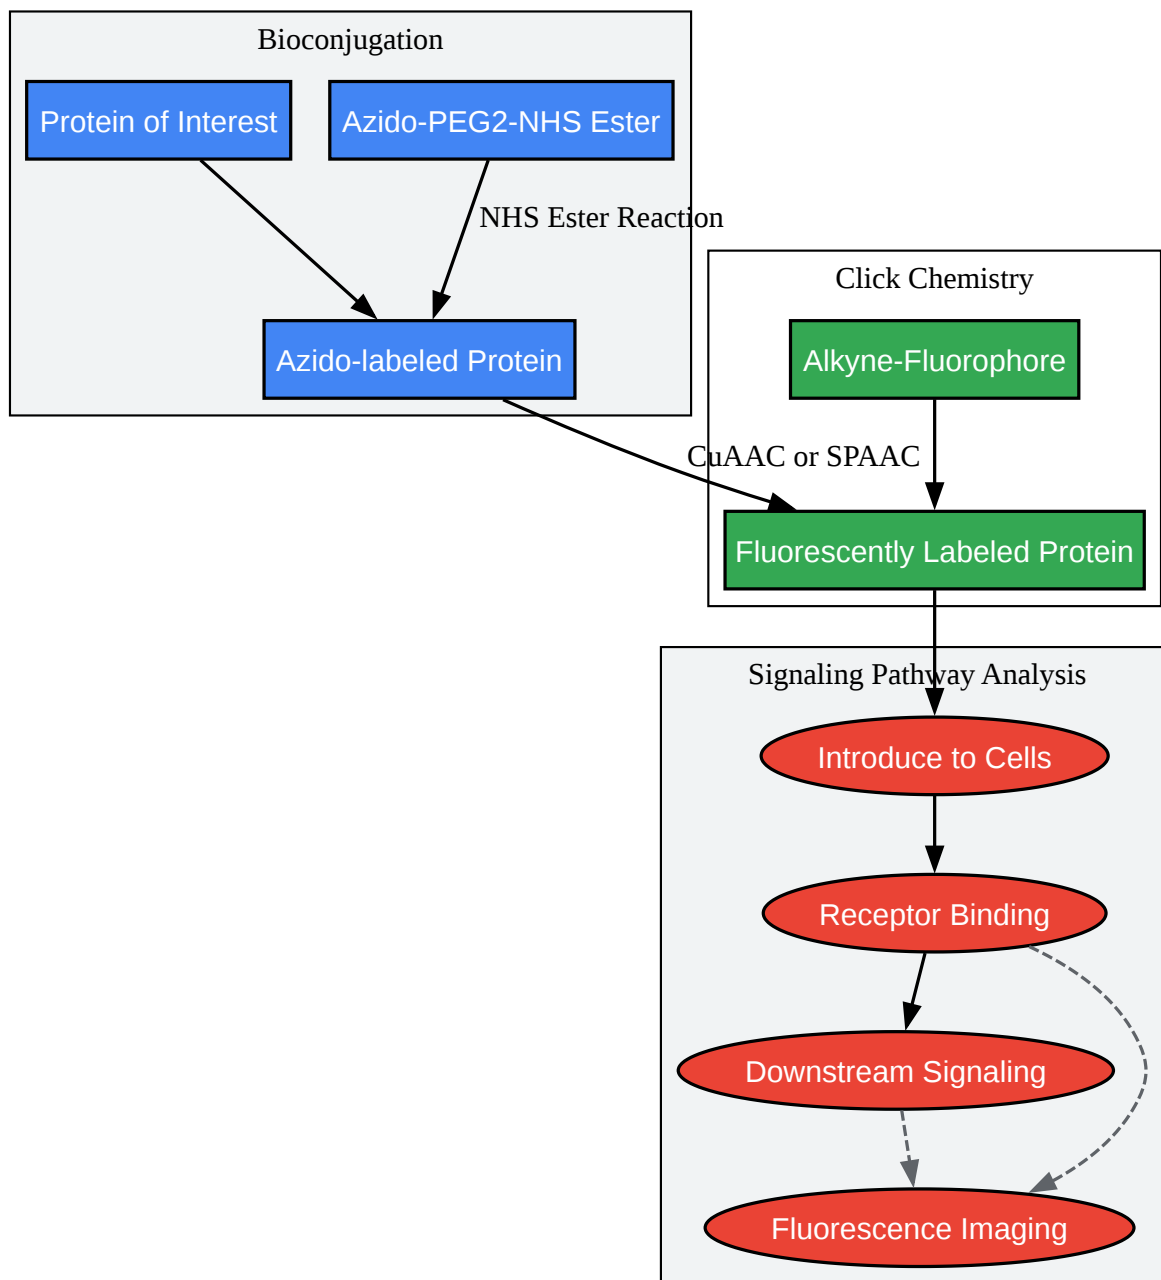 Bioconjugation
Protein of Interest
Azido-PEG2-NHS Ester
NHS Ester Reaction
Azido-labeled Protein
Click Chemistry
Alkyne-Fluorophore
CuAAC or SPAAC
Fluorescently Labeled Protein
Signaling Pathway Analysis
Introduce to Cells
Receptor Binding
Downstream Signaling
Fluorescence Imaging